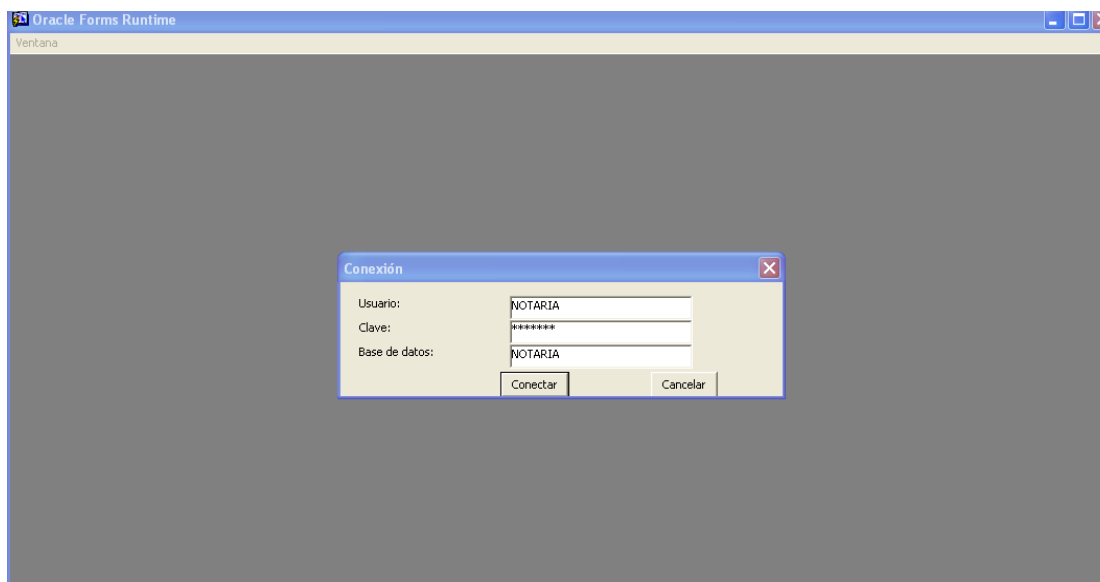 Oracle Forms Runtime
Ventana
Conexión
Usuario: NOTARIA
Clave: *******
Base de datos: NOTARIA
Conectar Cancelar